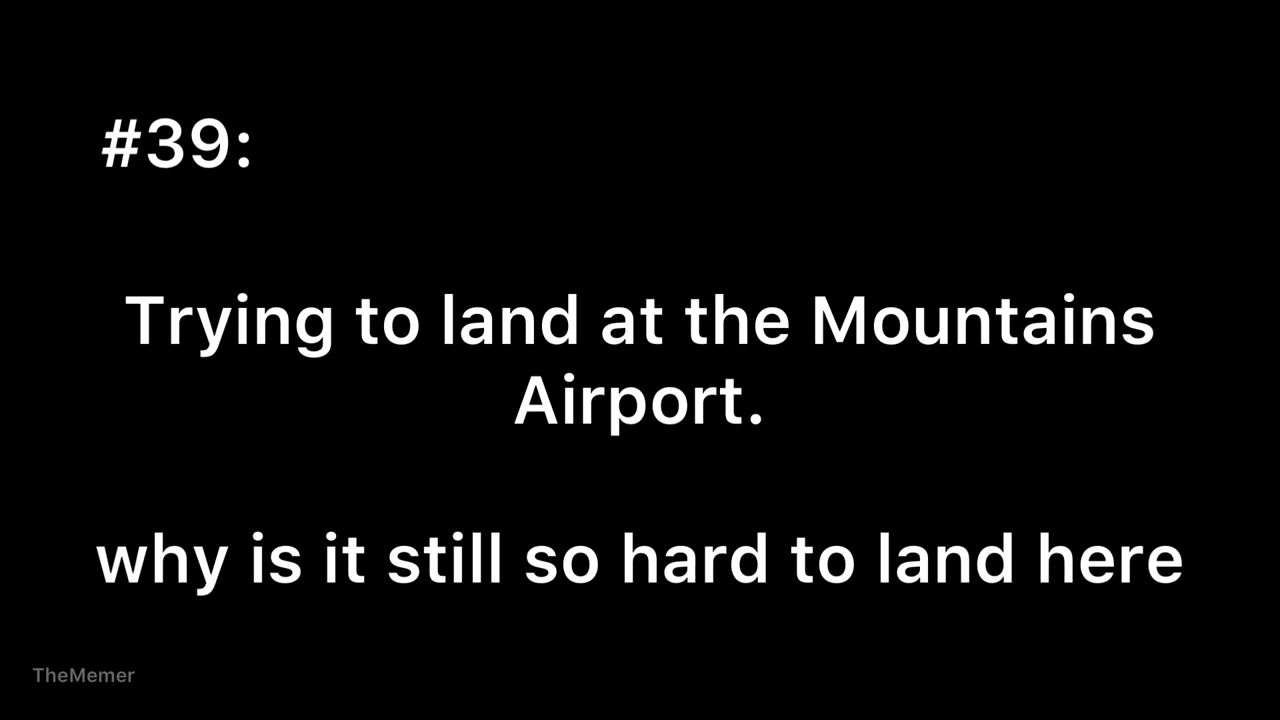 #39:
Trying to land at the Mountains
Airport.
why is it still so hard to land here
TheMemer